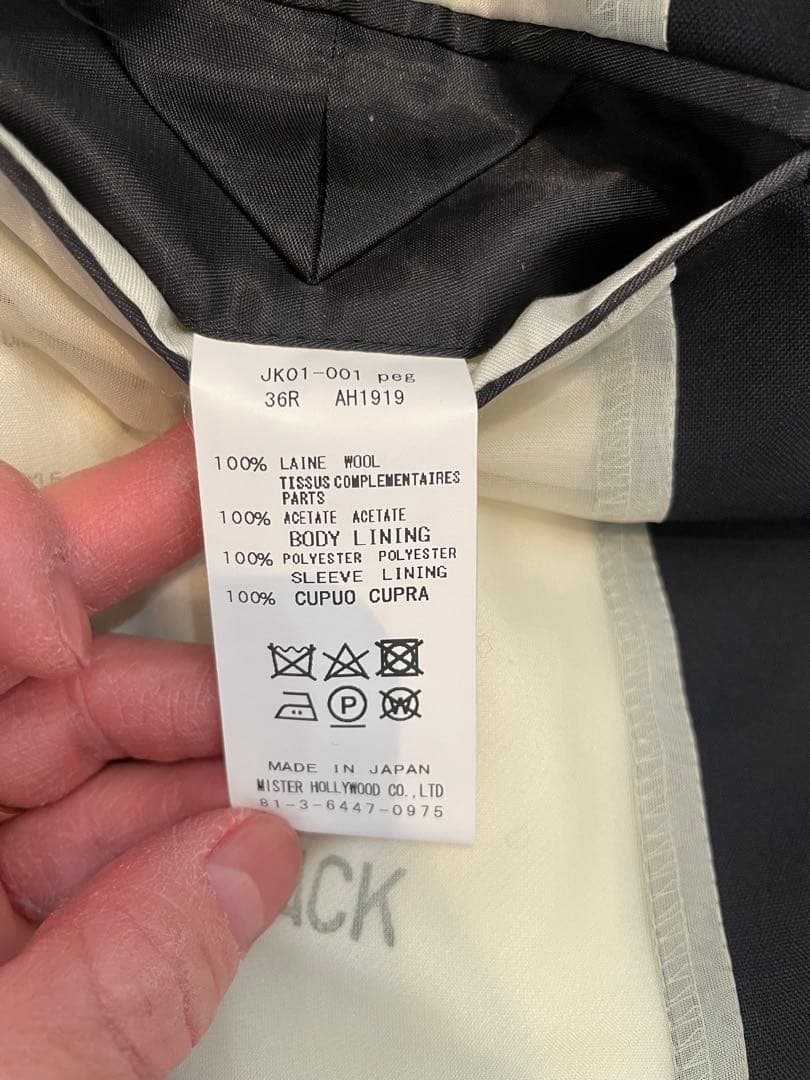 JK01-001 peg
36R AH1919
100% LAINE WOOL
TISSUS COMPLEMENTAIRES
PARTS
100% ACETATE ACETATE
BODY LINING
100% POLYESTER POLYESTER
SLEEVE LINING
100% CUPUO CUPRA
P
W
MADE IN JAPAN
MISTER HOLLYWOOD CO.,LTD
81-3-6447-0975
ACK